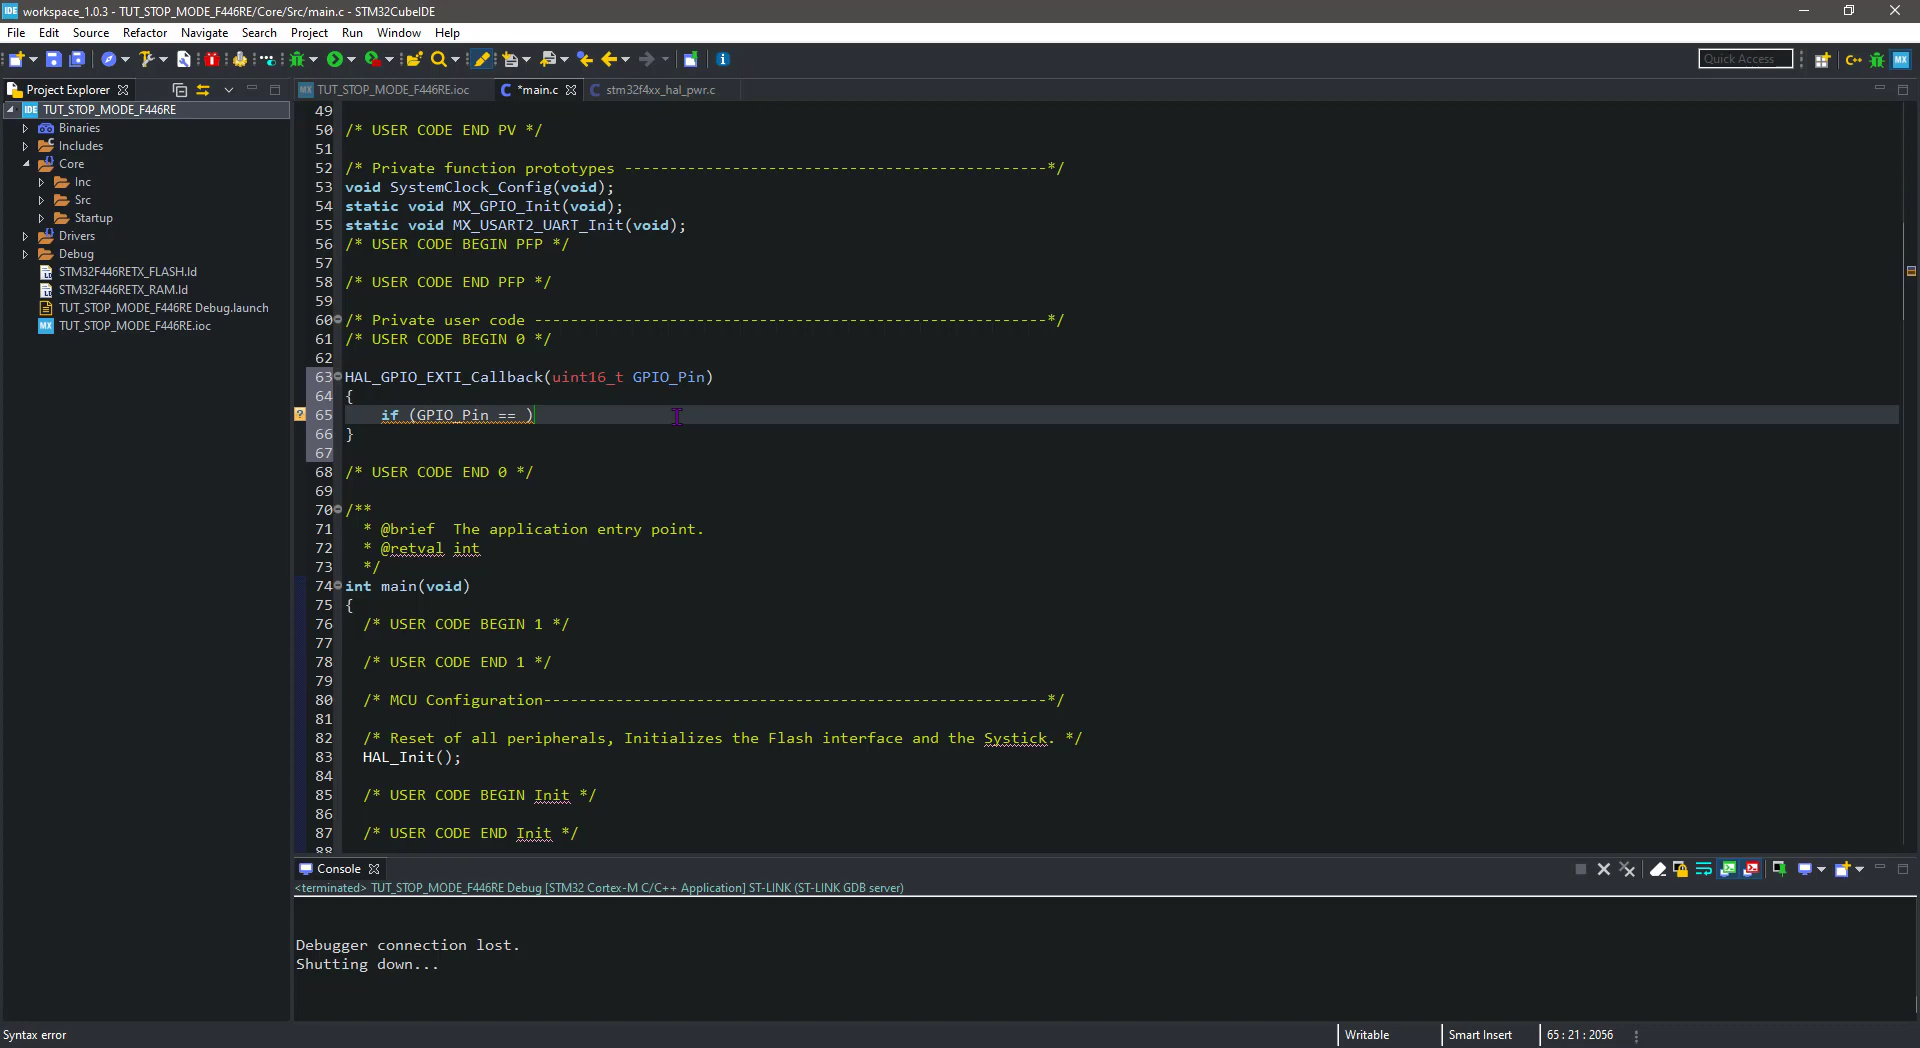 IDE workspace_1.0.3 - TUT_STOP_MODE_F446RE/Core/Src/main.c - STM32CubeIDE
File Edit Source Refactor Navigate Search Project Run Window Help
Quick Access
MX
Project Explorer
MX TUT_STOP_MODE_F446RE.ioc
*main.c
stm32f4xx_hal_pwr.c
IDE TUT_STOP_MODE_F446RE
Binaries
Includes
Core
Inc
Src
Startup
Drivers
Debug
STM32F446RETX_FLASH.ld
STM32F446RETX_RAM.ld
TUT_STOP_MODE_F446RE Debug.launch
MX TUT_STOP_MODE_F446RE.ioc
49
50 /* USER CODE END PV */
51
52 /* Private function prototypes -----------------------------------------------*/
53 void SystemClock_Config(void);
54 static void MX_GPIO_Init(void);
55 static void MX_USART2_UART_Init(void);
56 /* USER CODE BEGIN PFP */
57
58 /* USER CODE END PFP */
59
60 /* Private user code ---------------------------------------------------------*/
61 /* USER CODE BEGIN 0 */
62
63 HAL_GPIO_EXTI_Callback(uint16_t GPIO_Pin)
64 {
65     if (GPIO_Pin == )
66 }
67
68 /* USER CODE END 0 */
69
70 /**
71   * @brief  The application entry point.
72   * @retval int
73   */
74 int main(void)
75 {
76   /* USER CODE BEGIN 1 */
77
78   /* USER CODE END 1 */
79
80   /* MCU Configuration--------------------------------------------------------*/
81
82   /* Reset of all peripherals, Initializes the Flash interface and the Systick. */
83   HAL_Init();
84
85   /* USER CODE BEGIN Init */
86
87   /* USER CODE END Init */
88
Console
<terminated> TUT_STOP_MODE_F446RE Debug [STM32 Cortex-M C/C++ Application] ST-LINK (ST-LINK GDB server)
Debugger connection lost.
Shutting down...
Syntax error
Writable
Smart Insert
65 : 21 : 2056